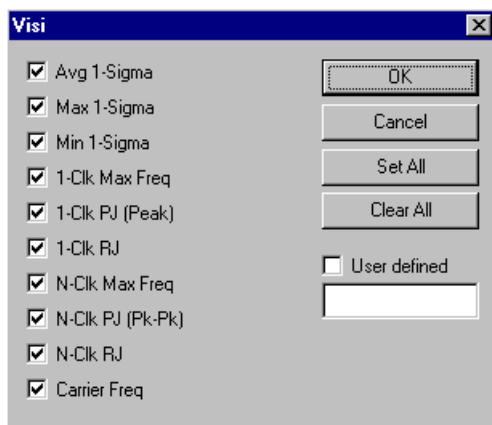 Visi
Avg 1-Sigma
Max 1-Sigma
Min 1-Sigma
1-Clk Max Freq
1-Clk PJ (Peak)
1-Clk RJ
N-Clk Max Freq
N-Clk PJ (Pk-Pk)
N-Clk RJ
Carrier Freq
OK
Cancel
Set All
Clear All
User defined